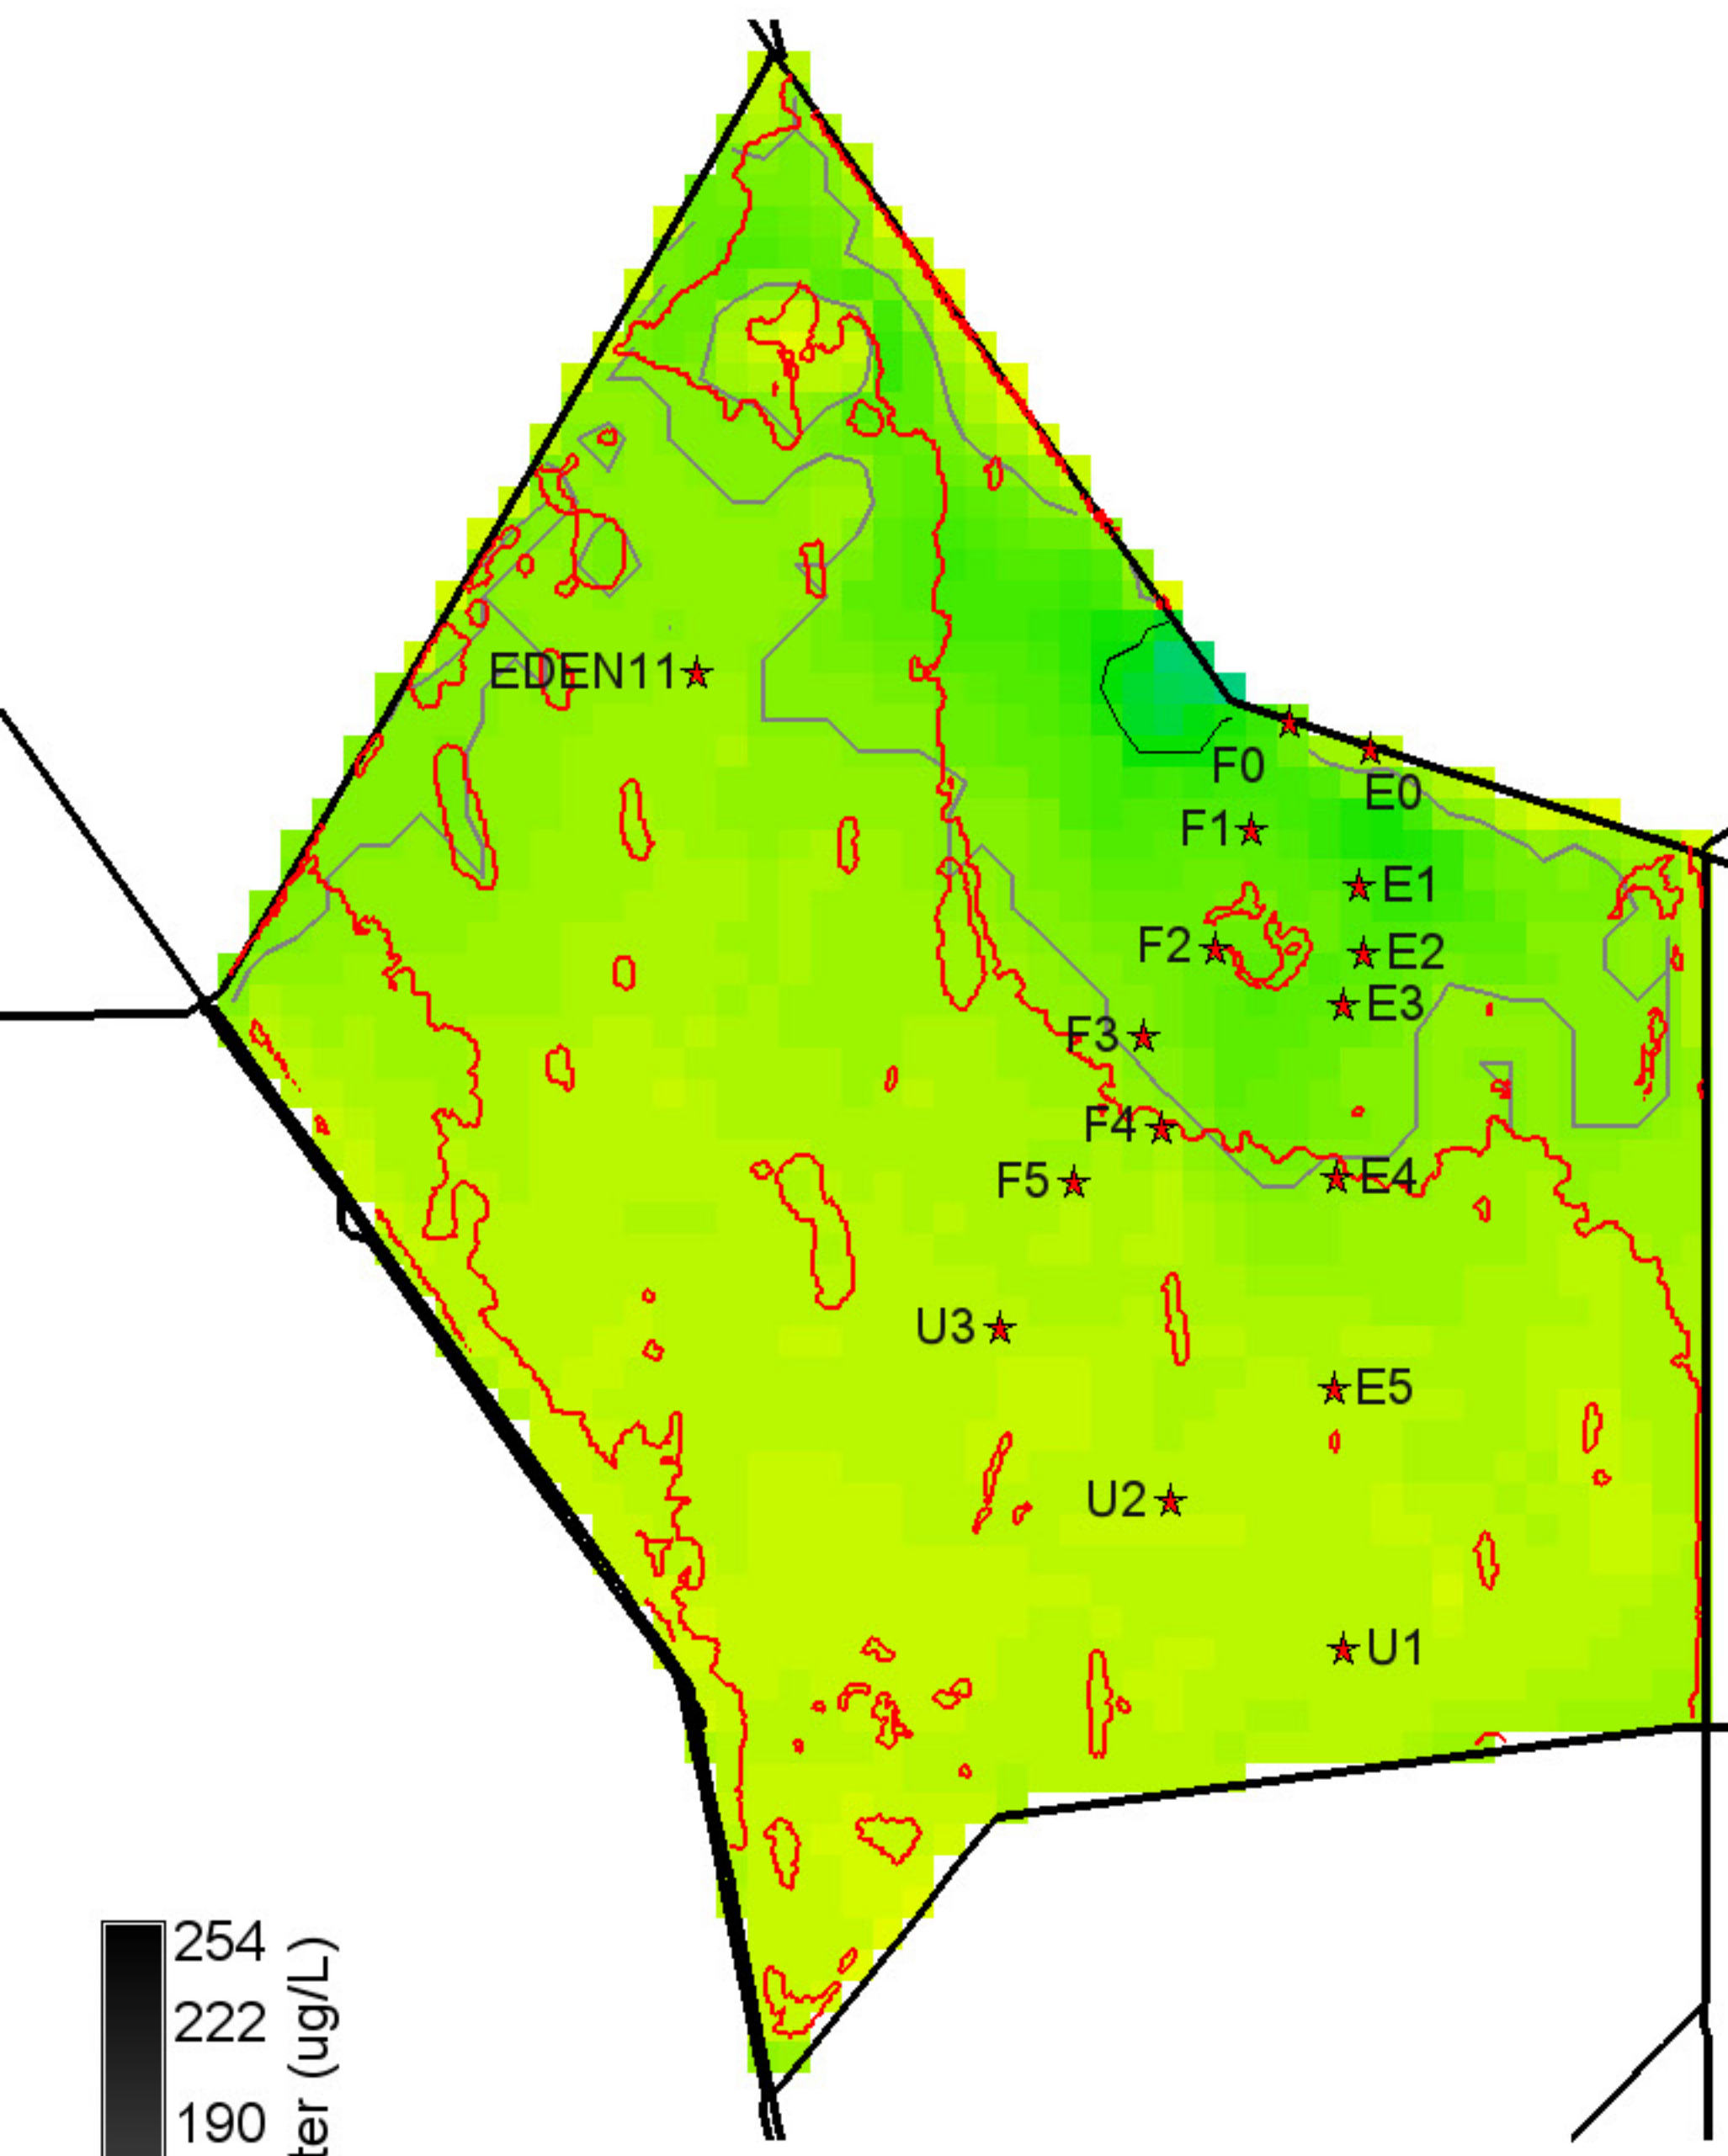 EDEN11
F0
E0
F1
E1
F2
E2
E3
F3
F4
E4
F5
U3
E5
U2
U1
254
222
190
ter (ug/L)